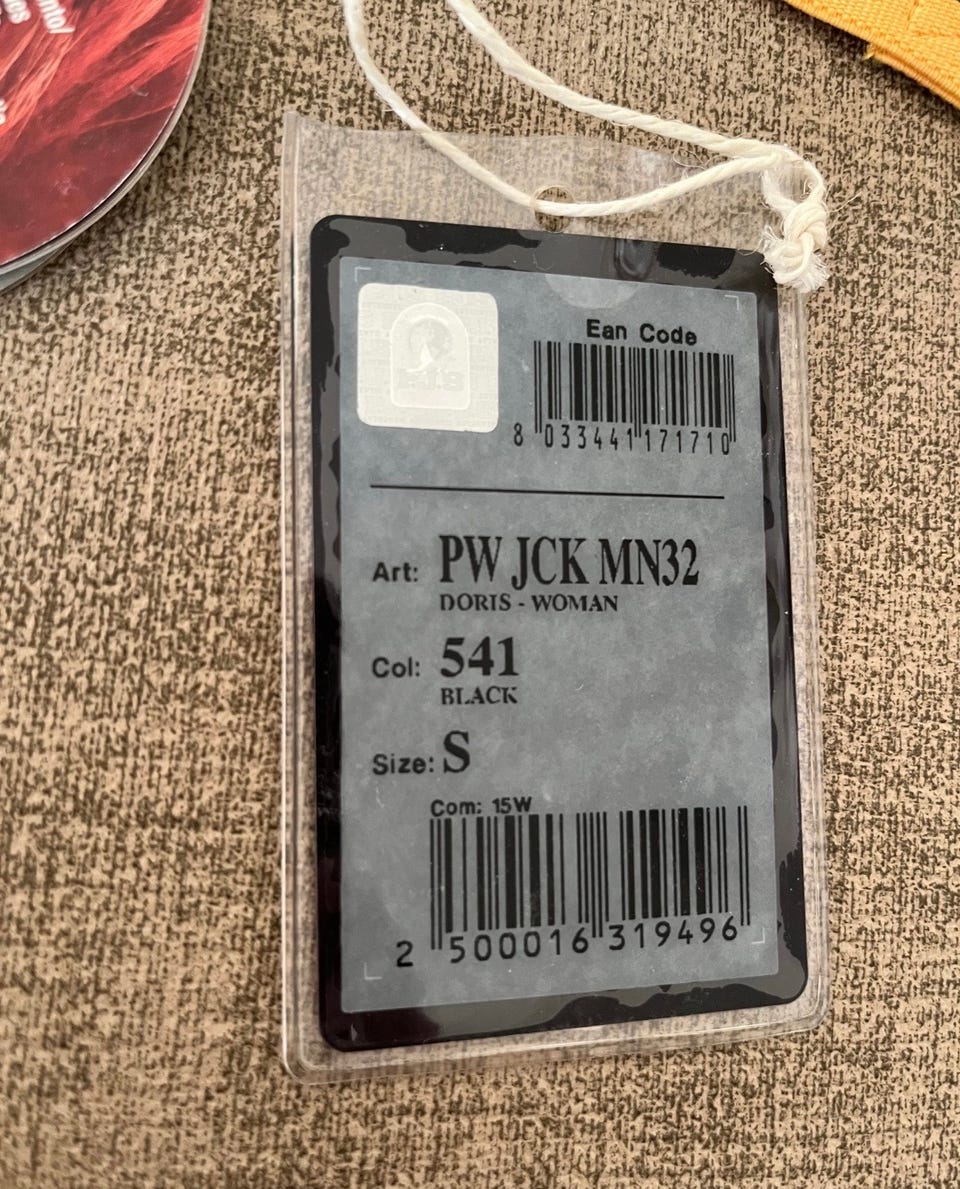 Ean Code
8 033441 171710
Art: PW JCK MN32
DORIS - WOMAN
Col: 541
BLACK
Size: S
Com: 15W
2 500016 319496